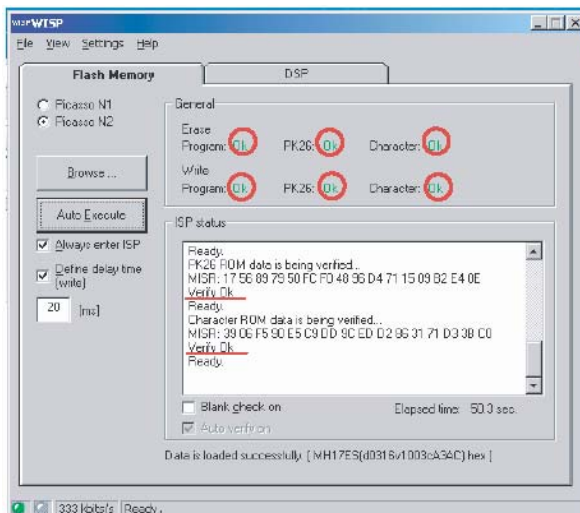 WISP WISP
File View Settings Help
Flash Memory DSP
Picasso N1
Picasso N2
Browse ...
Auto Execute
Always enter ISP
Define delay time
(write)
20 [ms]
General
Erase
Program: Ok PK26: Ok Character: Ok
Write
Program: Ok PK26: Ok Character: Ok
ISP status
Ready.
PK26 ROM data is being verified...
MISR: 17 56 89 79 50 FC F0 48 96 D4 71 15 09 B2 E4 0E
Verify Ok
Ready.
Character ROM data is being verified...
MISR: 39 06 F5 90 E5 C9 DD 9C ED D2 86 31 71 D3 3B C0
Verify Ok
Ready.
Blank check on
Elapsed time: 50.3 sec.
Auto verify on
Data is loaded successfully. [ MH17ES(d0316v1003cA3AC).hex ]
333 kbits/s Ready.